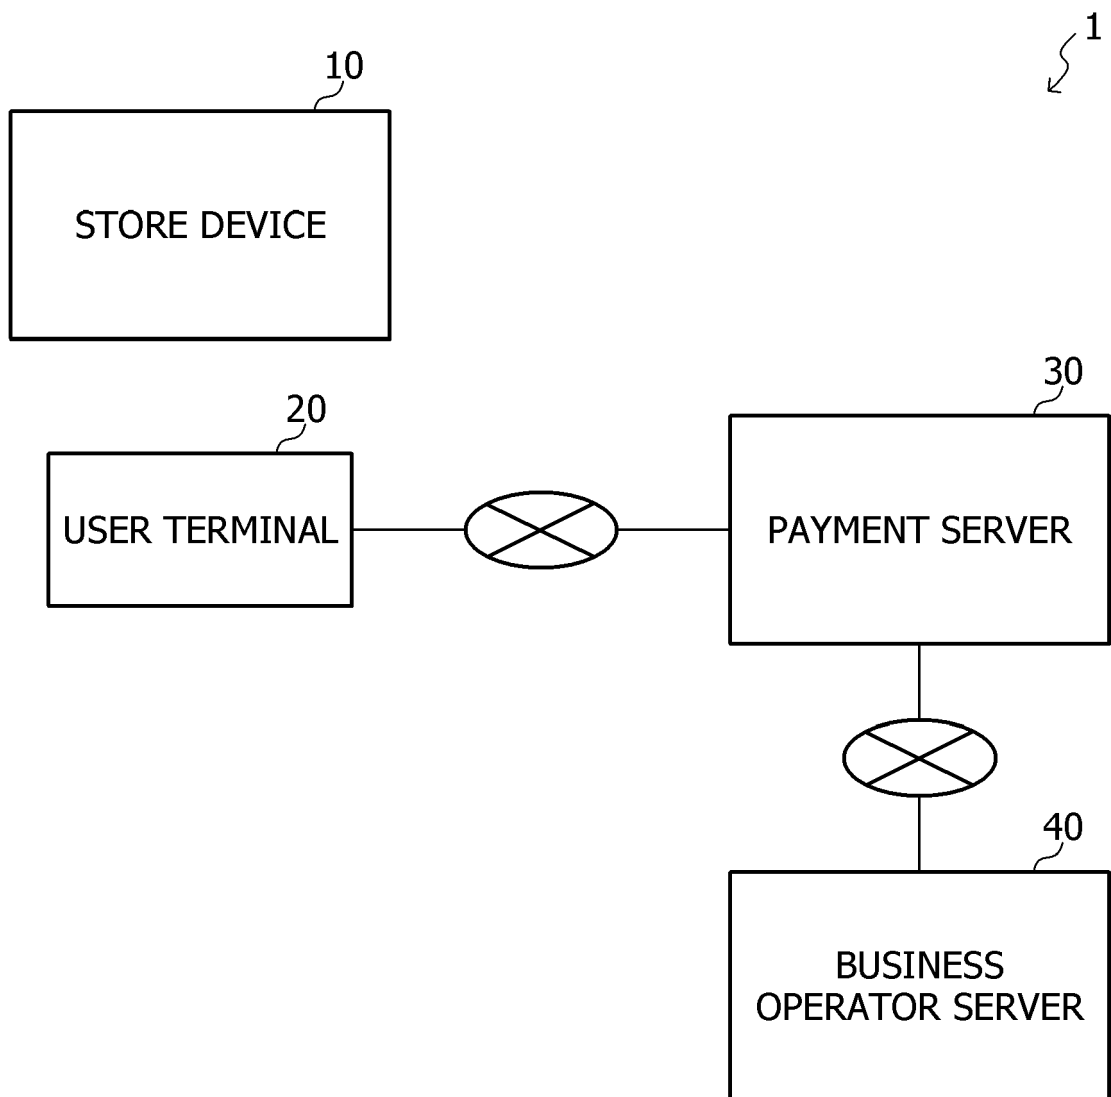 1
10
STORE DEVICE
30
20
USER TERMINAL
PAYMENT SERVER
40
BUSINESS
OPERATOR SERVER